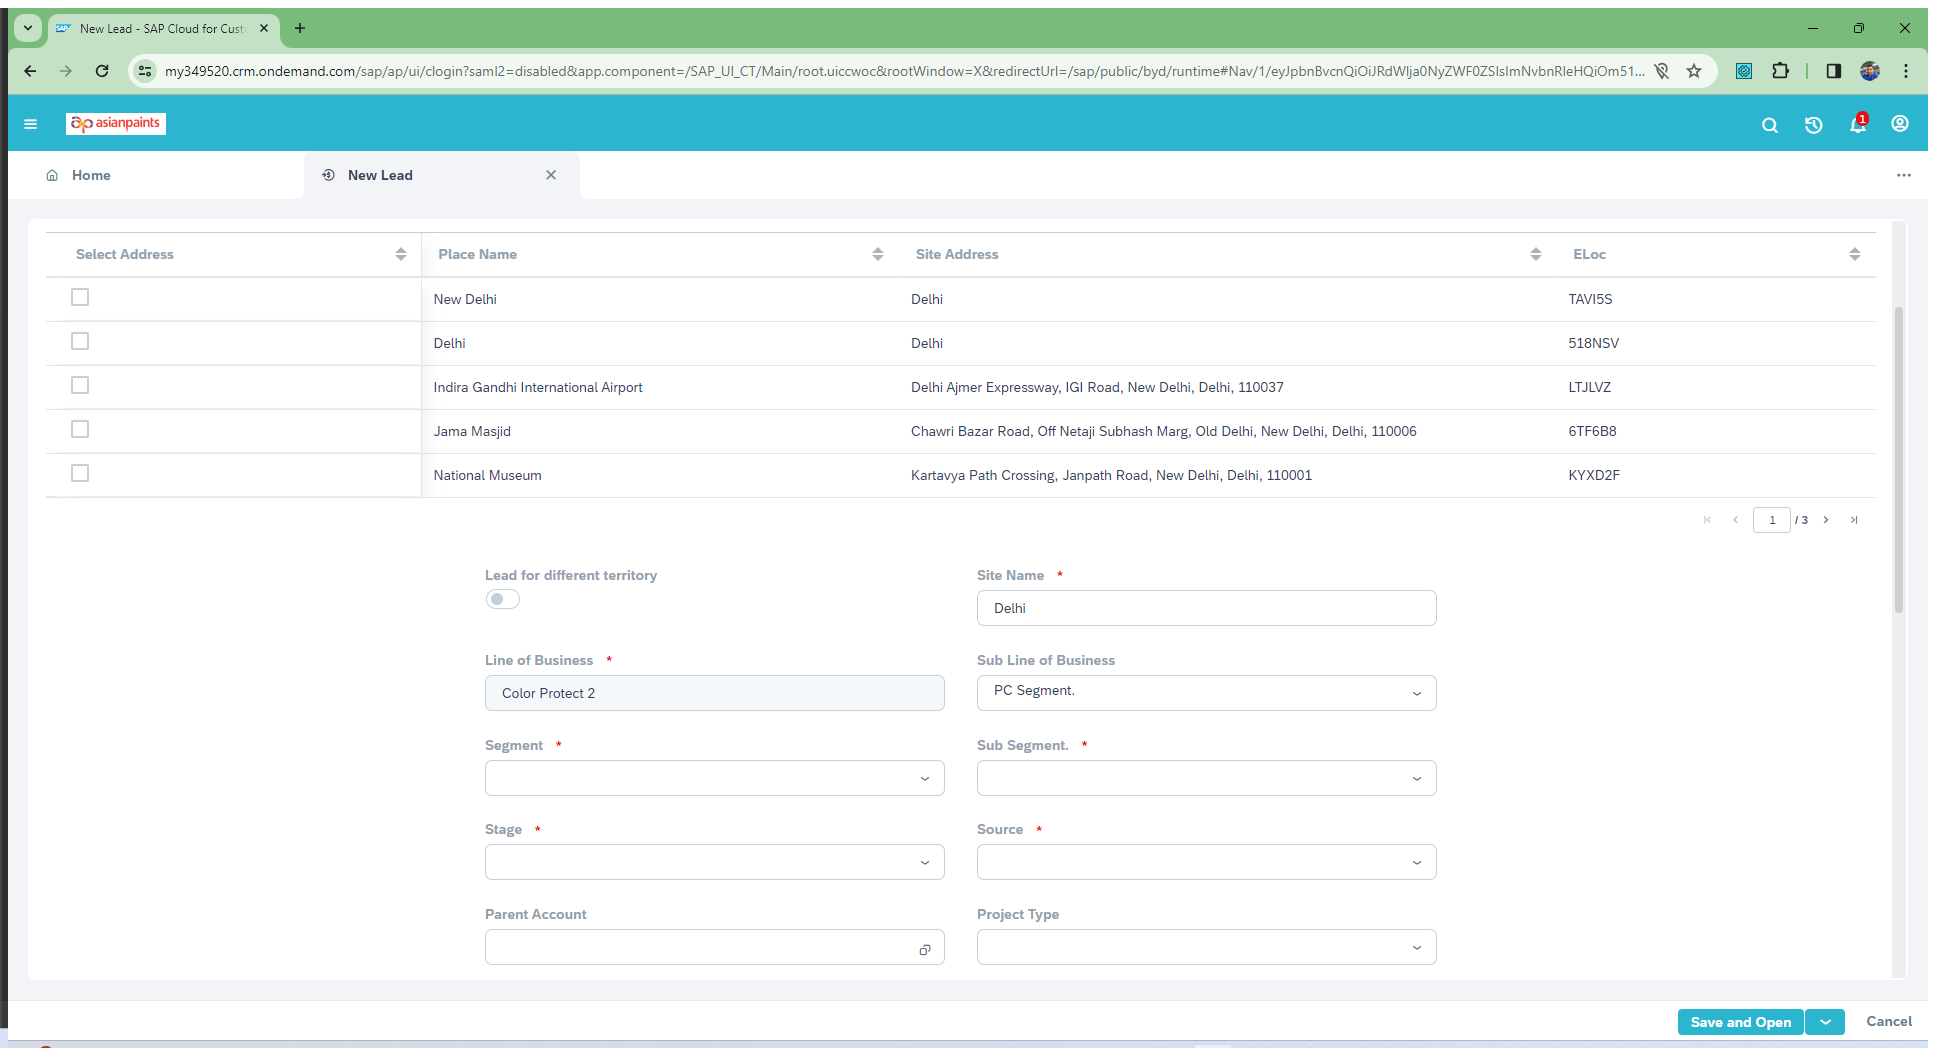 New Lead - SAP Cloud for Cust
my349520.crm.ondemand.com/sap/ap/ui/clogin?saml2=disabled&app.component=/SAP_UI_CT/Main/root.uiccwoc&rootWindow=X&redirectUrl=/sap/public/byd/runtime#Nav/1/eyJpbnBvcnQiOiJRdWlja0NyZWF0ZSIsImNvbnRleHQiOm51...
asianpaints
1
Home
New Lead
Select Address Place Name Site Address ELoc
New Delhi Delhi TAVI5S
Delhi Delhi 518NSV
Indira Gandhi International Airport Delhi Ajmer Expressway, IGI Road, New Delhi, Delhi, 110037 LTJLVZ
Jama Masjid Chawri Bazar Road, Off Netaji Subhash Marg, Old Delhi, New Delhi, Delhi, 110006 6TF6B8
National Museum Kartavya Path Crossing, Janpath Road, New Delhi, Delhi, 110001 KYXD2F
1 / 3
Lead for different territory Site Name *
Delhi
Line of Business * Sub Line of Business
Color Protect 2 PC Segment.
Segment * Sub Segment. *
Stage * Source *
Parent Account Project Type
Save and Open Cancel